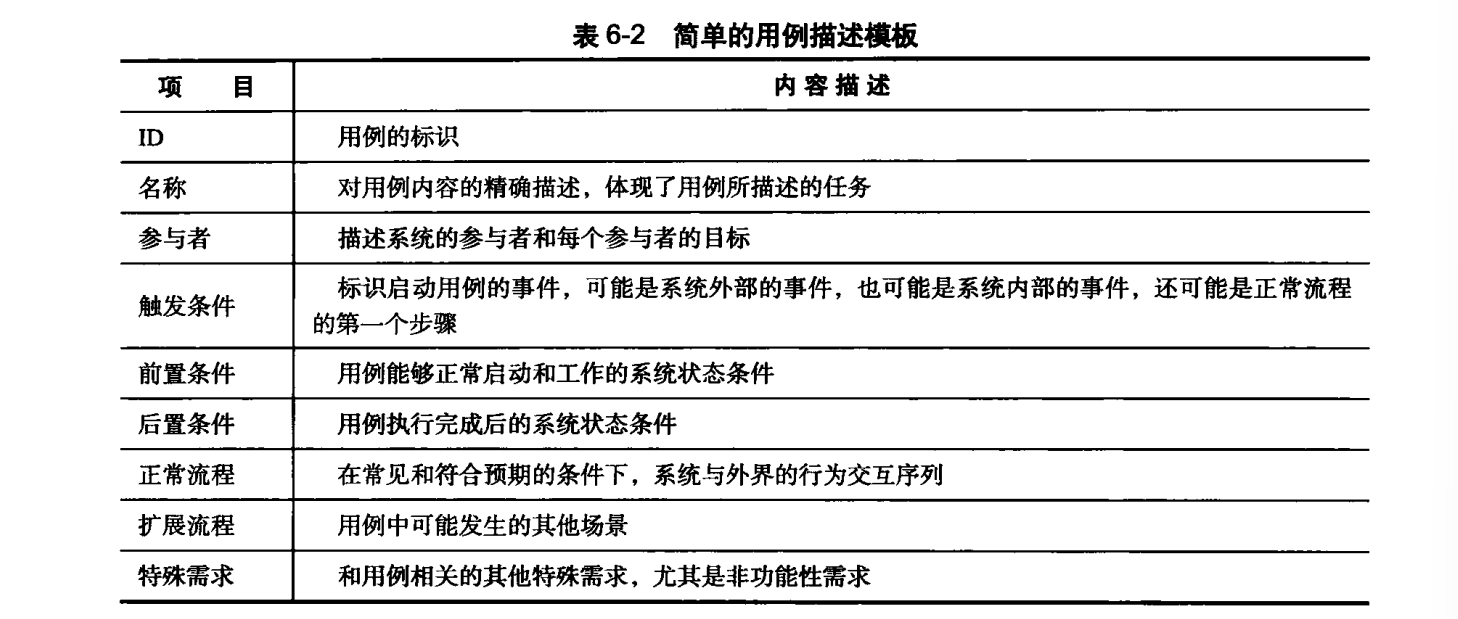 表 6-2 简单的用例描述模板
项 目 内 容 描 述
ID 用例的标识
名称 对用例内容的精确描述，体现了用例所描述的任务
参与者 描述系统的参与者和每个参与者的目标
触发条件 标识启动用例的事件，可能是系统外部的事件，也可能是系统内部的事件，还可能是正常流程
的第一个步骤
前置条件 用例能够正常启动和工作的系统状态条件
后置条件 用例执行完成后的系统状态条件
正常流程 在常见和符合预期的条件下，系统与外界的行为交互序列
扩展流程 用例中可能发生的其他场景
特殊需求 和用例相关的其他特殊需求，尤其是非功能性需求